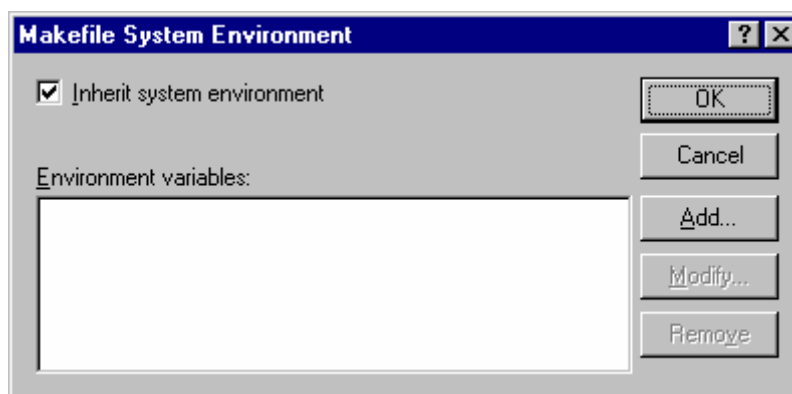 Makefile System Environment
Inherit system environment
OK
Cancel
Environment variables:
Add...
Modify...
Remove